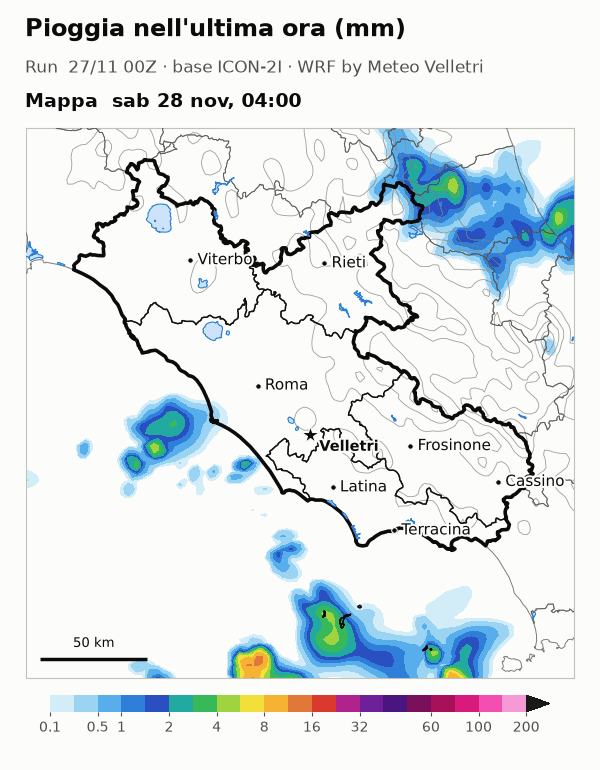 Pioggia nell'ultima ora (mm)
Run  27/11 00Z · base ICON-2I · WRF by Meteo Velletri
Mappa  sab 28 nov, 04:00
Viterbo
Rieti
Roma
Velletri
Frosinone
Latina
Cassino
Terracina
50 km
0.1 0.5 1 2 4 8 16 32 60 100 200